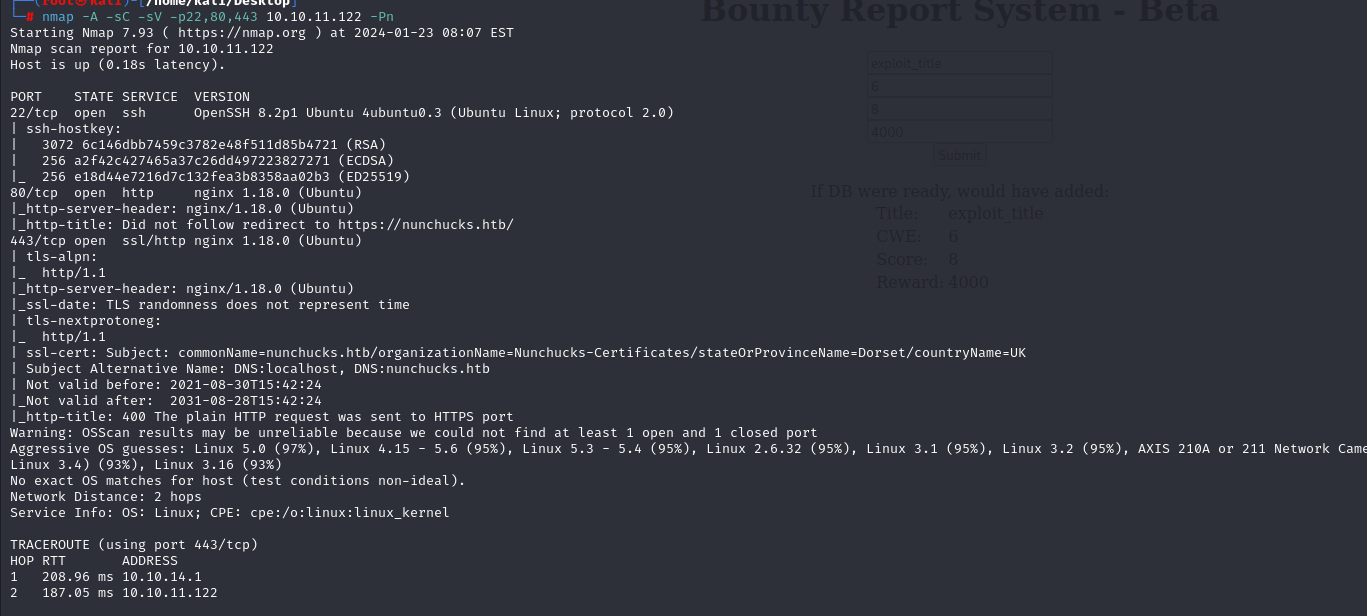 (root㉿kali)-[/home/kali/Desktop]
# nmap -A -sC -sV -p22,80,443 10.10.11.122 -Pn
Starting Nmap 7.93 ( https://nmap.org ) at 2024-01-23 08:07 EST
Nmap scan report for 10.10.11.122
Host is up (0.18s latency).
PORT    STATE SERVICE  VERSION
22/tcp  open  ssh      OpenSSH 8.2p1 Ubuntu 4ubuntu0.3 (Ubuntu Linux; protocol 2.0)
| ssh-hostkey:
|   3072 6c146dbb7459c3782e48f511d85b4721 (RSA)
|   256 a2f42c427465a37c26dd497223827271 (ECDSA)
|_  256 e18d44e7216d7c132fea3b8358aa02b3 (ED25519)
80/tcp  open  http     nginx 1.18.0 (Ubuntu)
|_http-server-header: nginx/1.18.0 (Ubuntu)
|_http-title: Did not follow redirect to https://nunchucks.htb/
443/tcp open  ssl/http nginx 1.18.0 (Ubuntu)
| tls-alpn:
|_  http/1.1
|_http-server-header: nginx/1.18.0 (Ubuntu)
|_ssl-date: TLS randomness does not represent time
| tls-nextprotoneg:
|_  http/1.1
| ssl-cert: Subject: commonName=nunchucks.htb/organizationName=Nunchucks-Certificates/stateOrProvinceName=Dorset/countryName=UK
| Subject Alternative Name: DNS:localhost, DNS:nunchucks.htb
| Not valid before: 2021-08-30T15:42:24
|_Not valid after:  2031-08-28T15:42:24
|_http-title: 400 The plain HTTP request was sent to HTTPS port
Warning: OSScan results may be unreliable because we could not find at least 1 open and 1 closed port
Aggressive OS guesses: Linux 5.0 (97%), Linux 4.15 - 5.6 (95%), Linux 5.3 - 5.4 (95%), Linux 2.6.32 (95%), Linux 3.1 (95%), Linux 3.2 (95%), AXIS 210A or 211 Network Came
Linux 3.4) (93%), Linux 3.16 (93%)
No exact OS matches for host (test conditions non-ideal).
Network Distance: 2 hops
Service Info: OS: Linux; CPE: cpe:/o:linux:linux_kernel
TRACEROUTE (using port 443/tcp)
HOP RTT       ADDRESS
1   208.96 ms 10.10.14.1
2   187.05 ms 10.10.11.122
Bounty Report System - Beta
exploit_title
6
8
4000
Submit
If DB were ready, would have added:
Title: exploit_title
CWE: 6
Score: 8
Reward: 4000